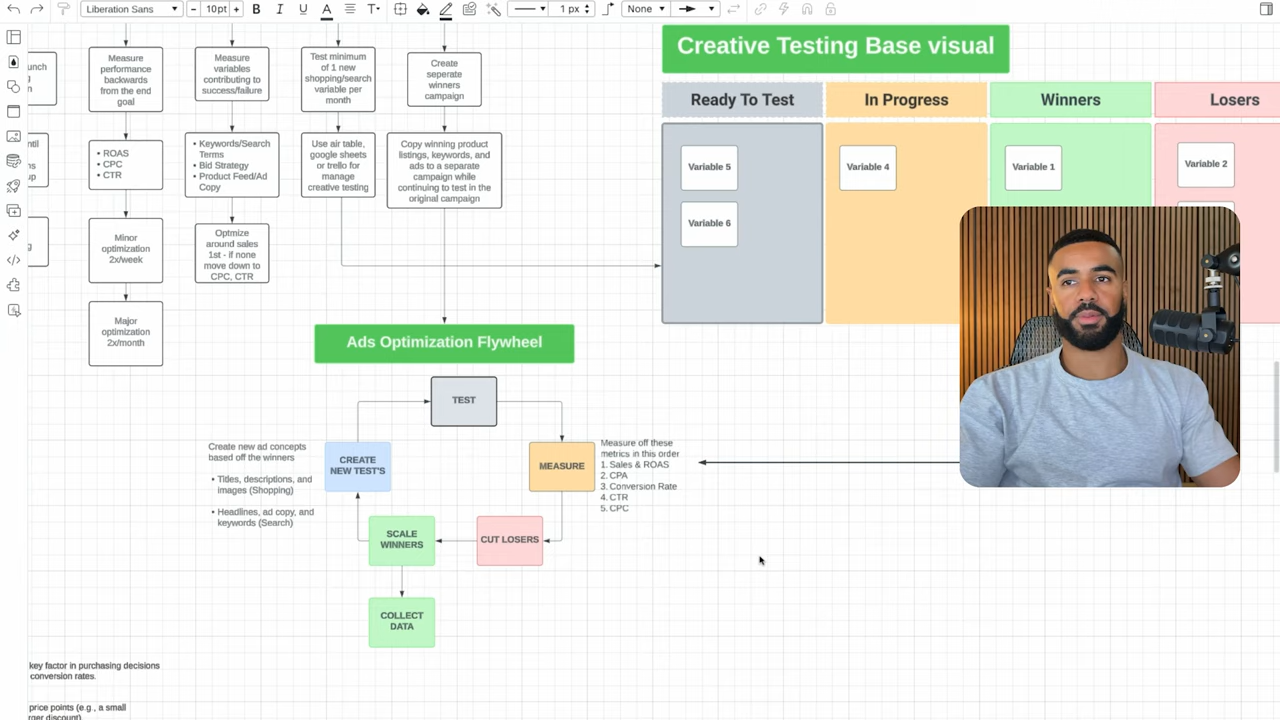 Liberation Sans
− 10pt +
B I U A T
1 px
None
Creative Testing Base visual
Ready To Test
In Progress
Winners
Losers
Variable 5
Variable 6
Variable 4
Variable 1
Variable 2
Measure
performance
backwards
from the end
goal
• ROAS
• CPC
• CTR
Minor
optimization
2x/week
Major
optimization
2x/month
Measure
variables
contributing to
success/failure
• Keywords/Search
Terms
• Bid Strategy
• Product Feed/Ad
Copy
Optmize
around sales
1st - if none
move down to
CPC, CTR
Test minimum
of 1 new
shopping/search
variable per
month
Use air table,
google sheets
or trello for
manage
creative testing
Create
seperate
winners
campaign
Copy winning product
listings, keywords, and
ads to a separate
campaign while
continuing to test in the
original campaign
Ads Optimization Flywheel
TEST
MEASURE
Measure off these
metrics in this order
1. Sales & ROAS
2. CPA
3. Conversion Rate
4. CTR
5. CPC
CUT LOSERS
SCALE
WINNERS
COLLECT
DATA
CREATE
NEW TEST'S
Create new ad concepts
based off the winners
• Titles, descriptions, and
images (Shopping)
• Headlines, ad copy, and
keywords (Search)
key factor in purchasing decisions
conversion rates.
price points (e.g., a small